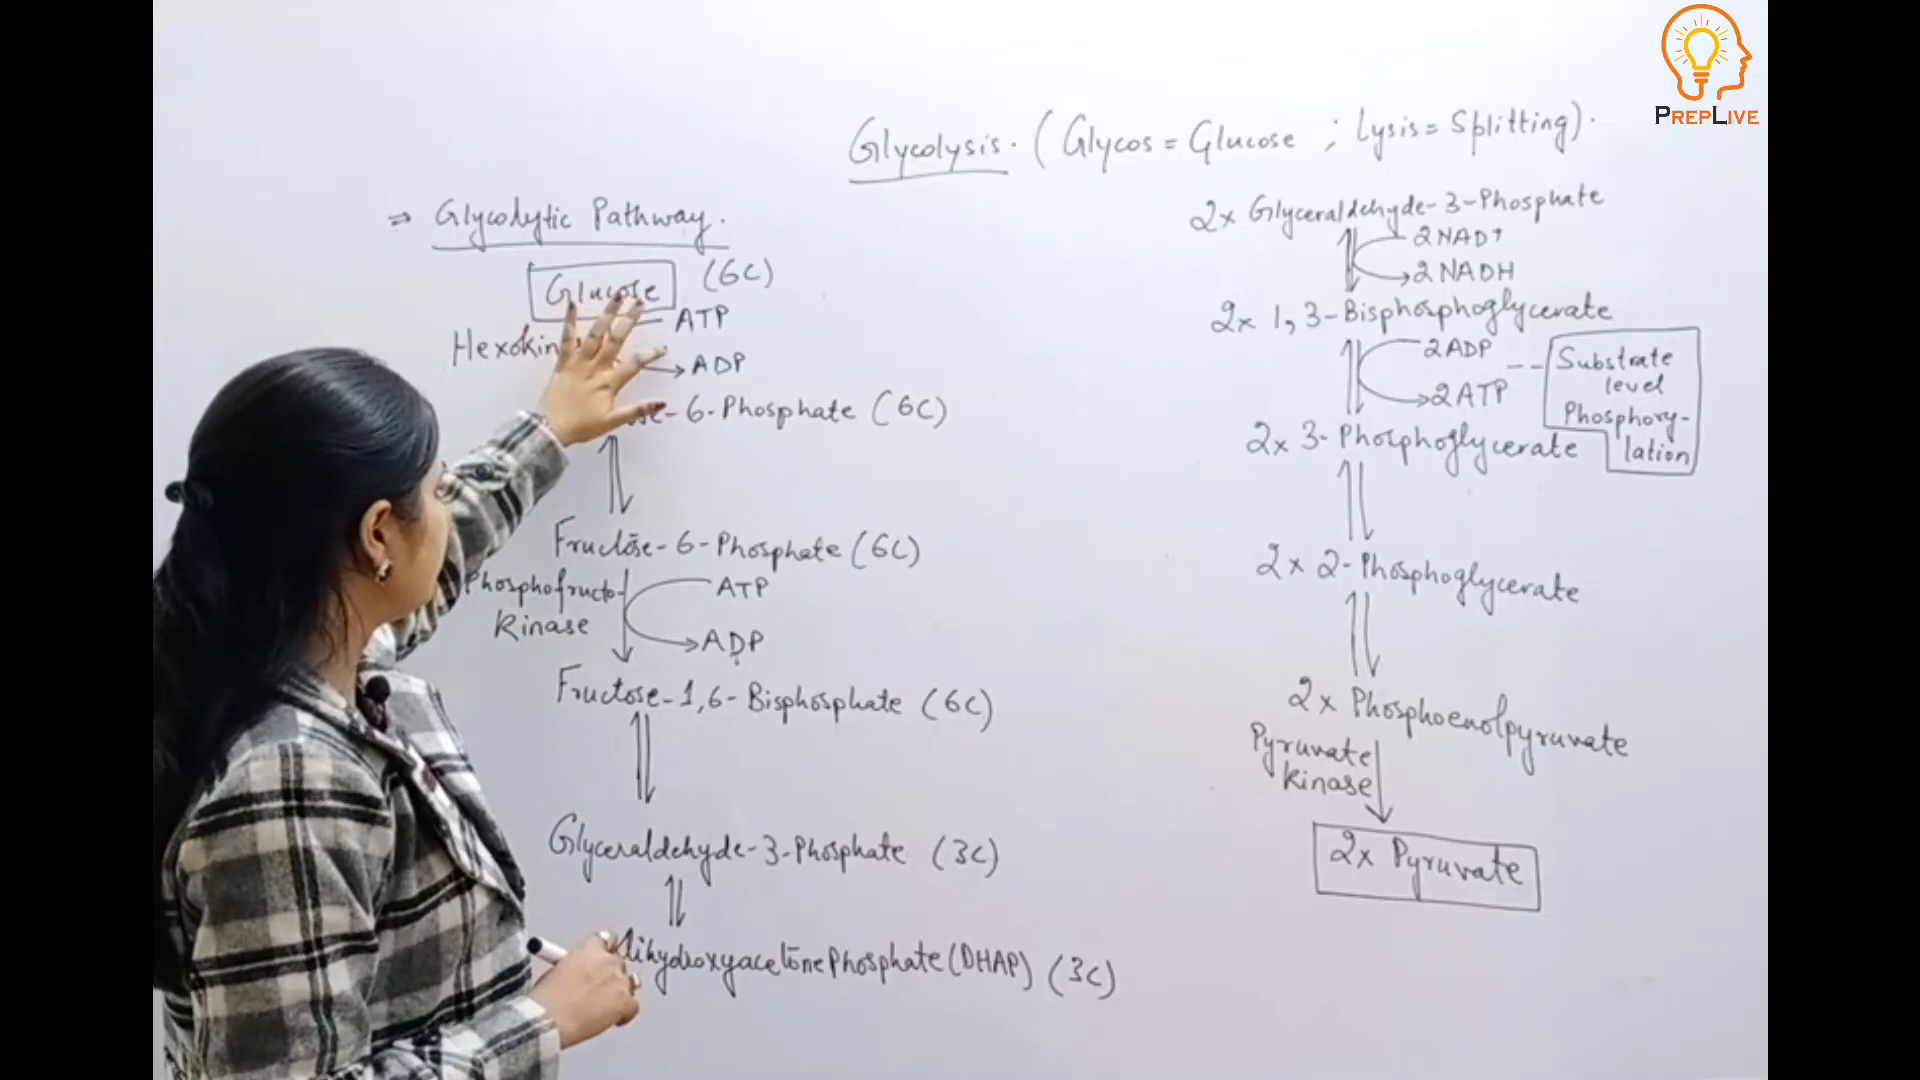 PREPLIVE
Glycolysis. (Glycos = Glucose ; Lysis = Splitting).
⇒ Glycolytic Pathway.
Glucose (6C)
ATP
ADP
-6-Phosphate (6C)
Fructose-6-Phosphate (6C)
Phosphofructo-
Kinase
ATP
ADP
Fructose-1,6-Bisphosphate (6C)
Glyceraldehyde-3-Phosphate (3C)
DihydroxyacetonePhosphate (DHAP) (3C)
2x Glyceraldehyde-3-Phosphate
2NAD+
2NADH
2x 1,3-Bisphosphoglycerate
2ADP
2ATP
Substrate
level
Phosphory-
lation
2x 3-Phosphoglycerate
2x 2-Phosphoglycerate
2x Phosphoenolpyruvate
Pyruvate
kinase
2x Pyruvate